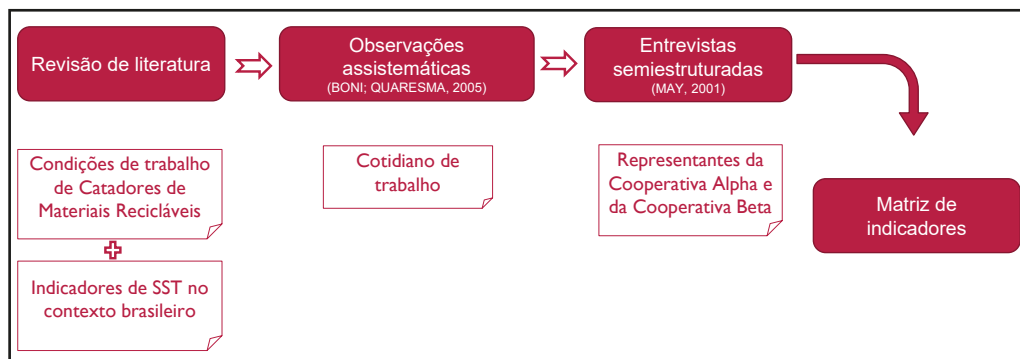 Revisão de literatura
Observações
assistemáticas
(BONI; QUARESMA, 2005)
Entrevistas
semiestruturadas
(MAY, 2001)
Condições de trabalho
de Catadores de
Materiais Recicláveis
Indicadores de SST no
contexto brasileiro
Cotidiano de
trabalho
Representantes da
Cooperativa Alpha e
da Cooperativa Beta
Matriz de
indicadores